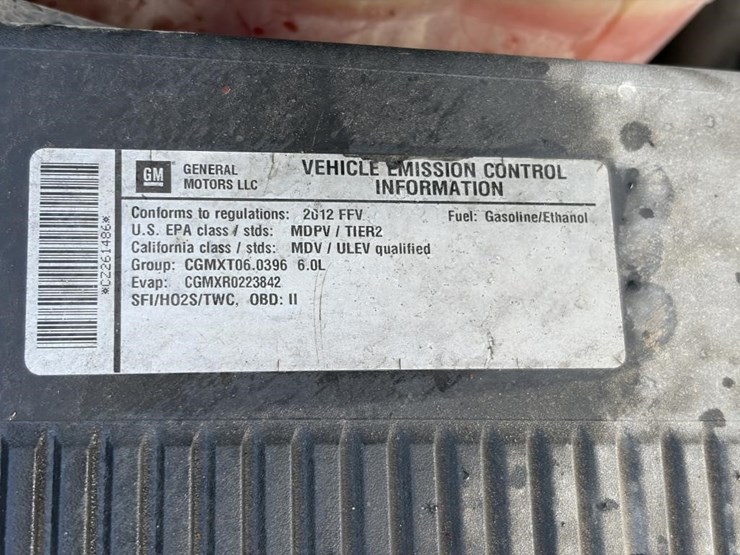 *CZ261486*
GM
GENERAL
MOTORS LLC
VEHICLE EMISSION CONTROL
INFORMATION
Conforms to regulations: 2012 FFV Fuel: Gasoline/Ethanol
U.S. EPA class / stds: MDPV / TIER2
California class / stds: MDV / ULEV qualified
Group: CGMXT06.0396 6.0L
Evap: CGMXR0223842
SFI/HO2S/TWC, OBD: II